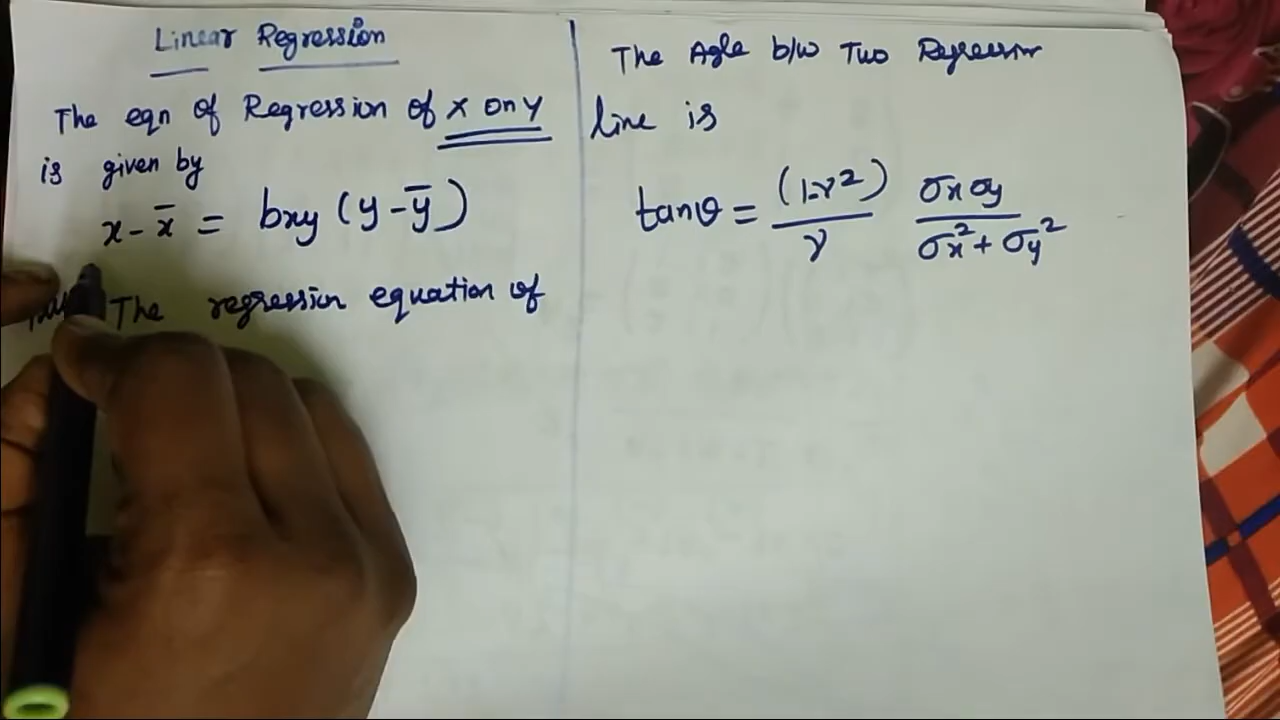 Linear Regression
The eqn of Regression of x on y
is given by
x - x̄ = bxy (y - ȳ)
The regression equation of
The Agle b/w Two Regression
line is
tanθ = (1-r²)/r σxσy/σx²+σy²